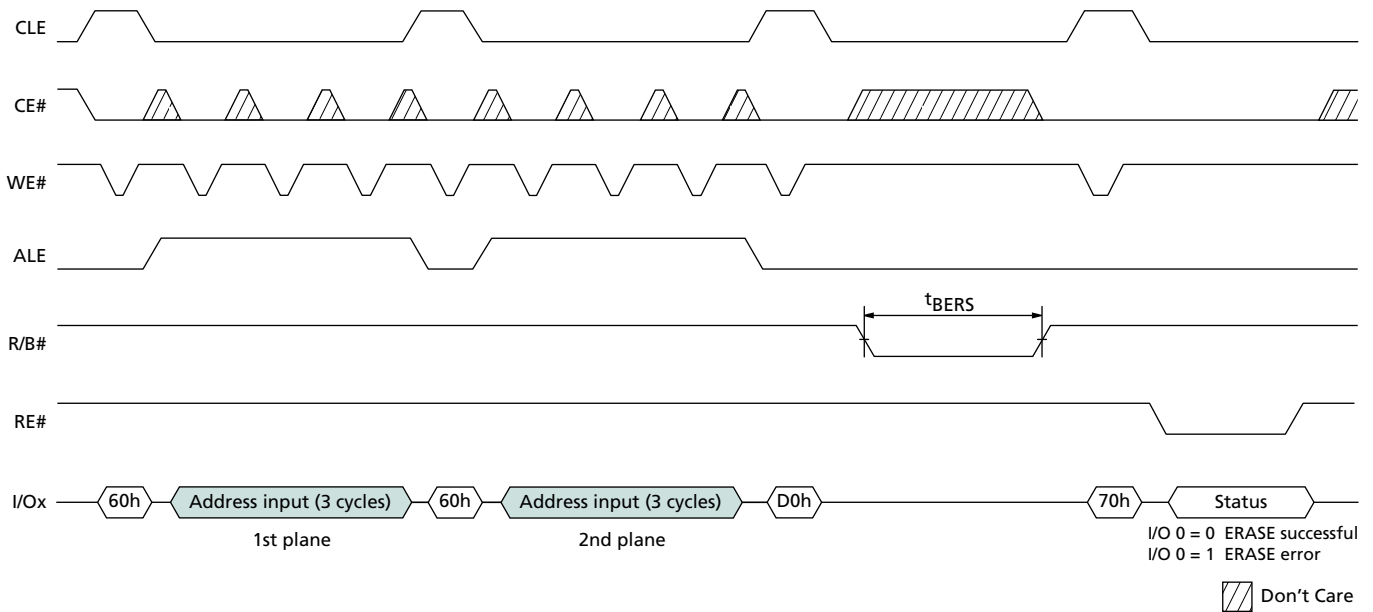 CLE
CE#
WE#
ALE
tBERS
R/B#
RE#
I/Ox
60h
Address input (3 cycles)
60h
Address input (3 cycles)
D0h
70h
Status
1st plane
2nd plane
I/O 0 = 0 ERASE successful
I/O 0 = 1 ERASE error
Don't Care